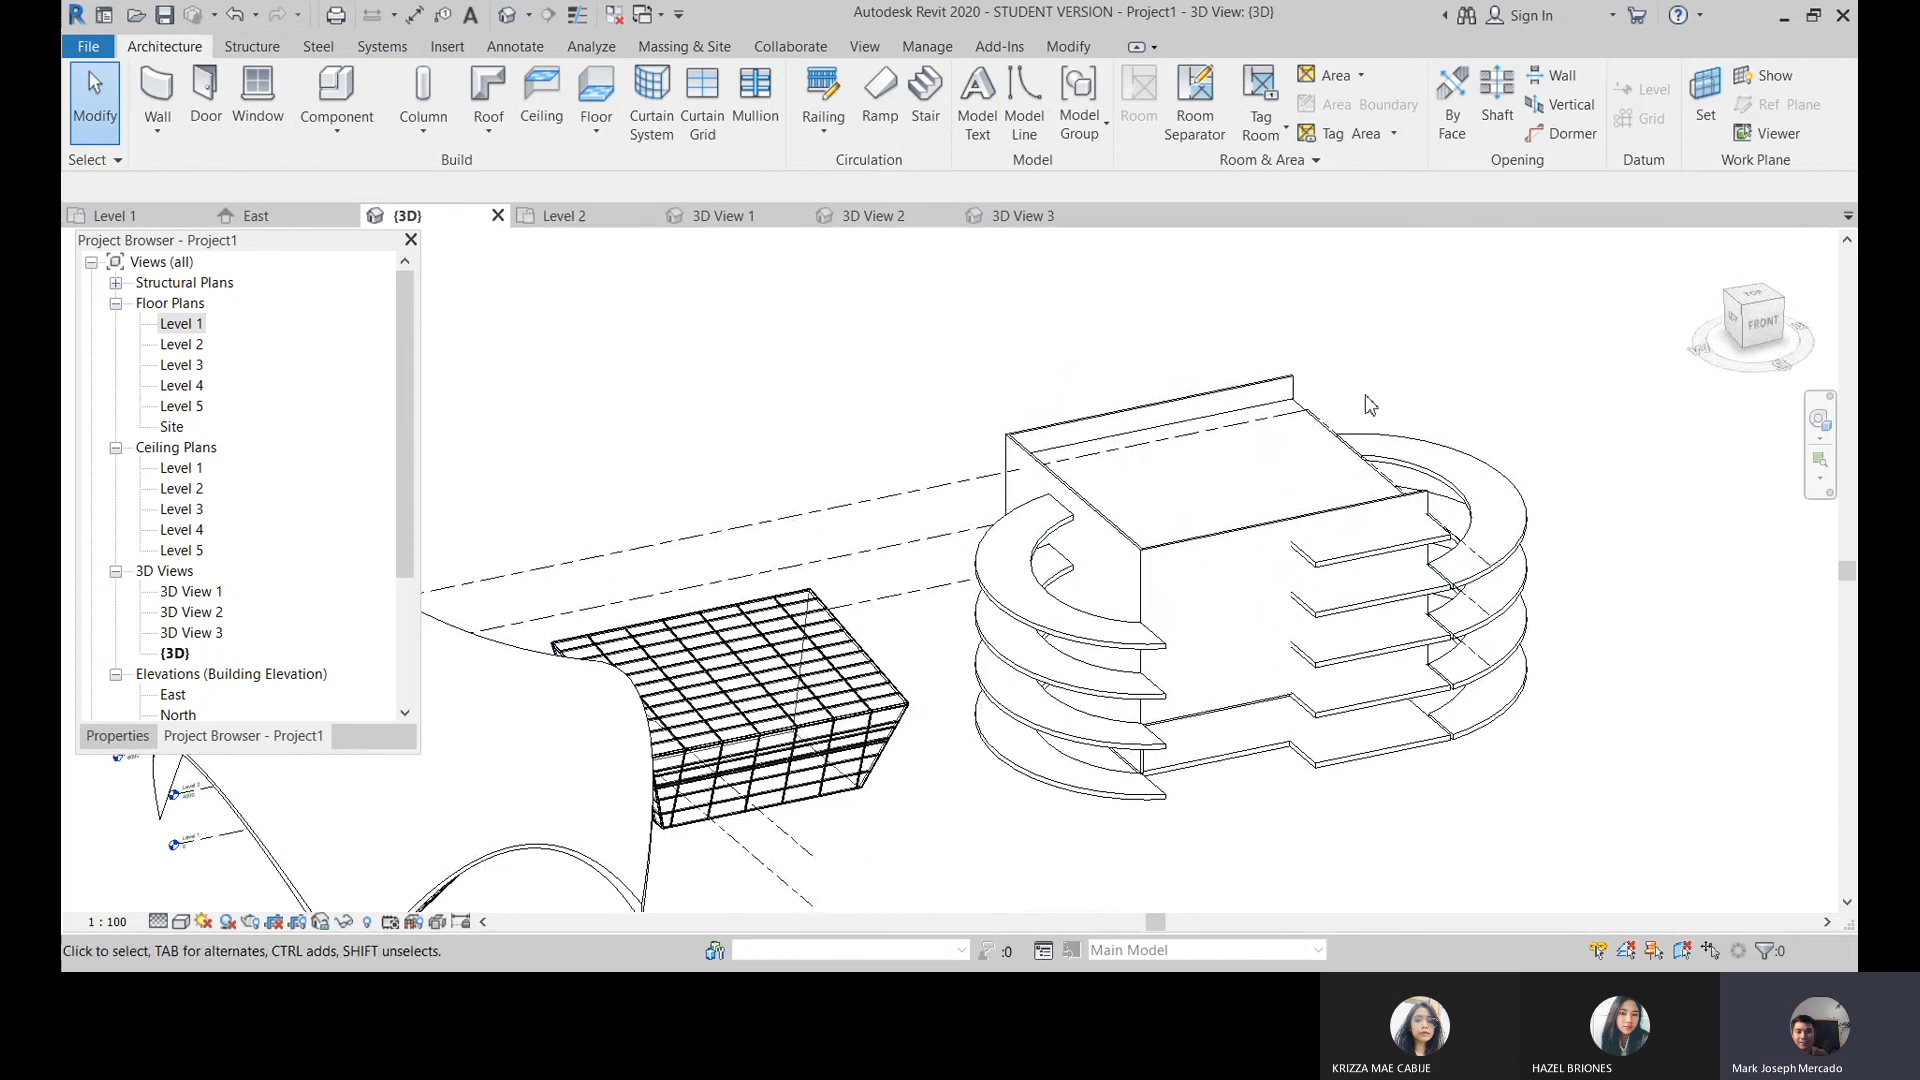 Autodesk Revit 2020 - STUDENT VERSION - Project1 - 3D View: {3D}
Sign In
File Architecture Structure Steel Systems Insert Annotate Analyze Massing & Site Collaborate View Manage Add-Ins Modify
Modify
Wall
Door
Window
Component
Column
Roof
Ceiling
Floor
Curtain System
Curtain Grid
Mullion
Railing
Ramp
Stair
Model Text
Model Line
Model Group
Room
Room Separator
Tag Room
Area
Area Boundary
Tag Area
By Face
Shaft
Wall
Vertical
Dormer
Level
Grid
Set
Show
Ref Plane
Viewer
Select
Build
Circulation
Model
Room & Area
Opening
Datum
Work Plane
Level 1
East
{3D}
Level 2
3D View 1
3D View 2
3D View 3
Project Browser - Project1
Views (all)
Structural Plans
Floor Plans
Level 1
Level 2
Level 3
Level 4
Level 5
Site
Ceiling Plans
Level 1
Level 2
Level 3
Level 4
Level 5
3D Views
3D View 1
3D View 2
3D View 3
{3D}
Elevations (Building Elevation)
East
North
Properties
Project Browser - Project1
TOP
FRONT
W
S
Level 2
Level 1
0
1 : 100
Click to select, TAB for alternates, CTRL adds, SHIFT unselects.
:0
Main Model
:0
KRIZZA MAE CABIJE
HAZEL BRIONES
Mark Joseph Mercado